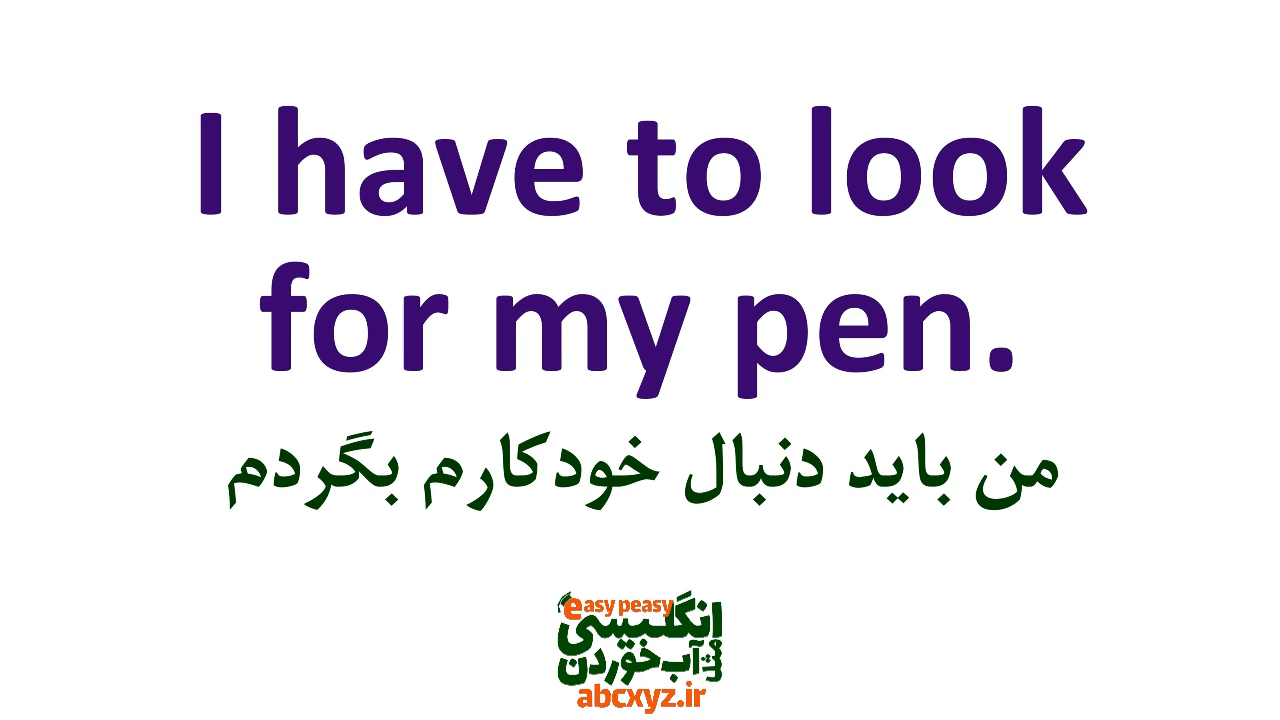 I have to look
for my pen.
من باید دنبال خودکارم بگردم
easy peasy
انگلیسی
مثل آب خوردن
abcxyz.ir